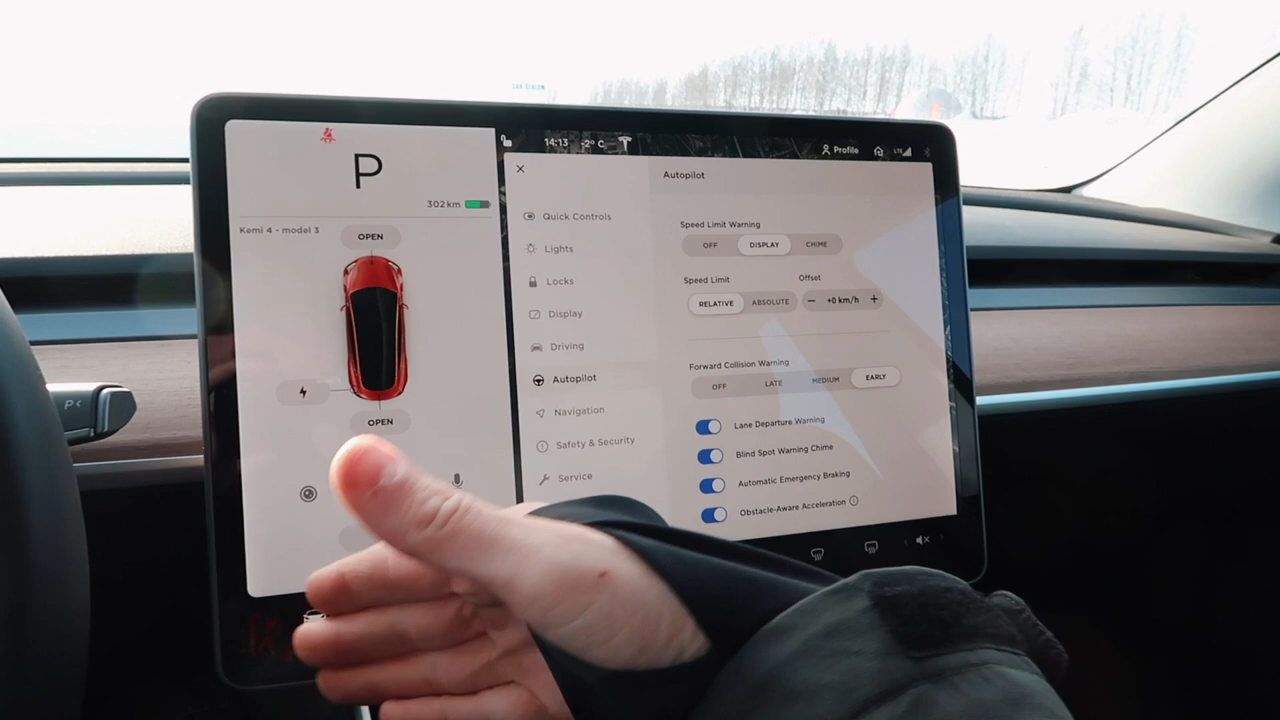 CAR SEALOM
P
302 km
Kemi 4 - model 3
OPEN
OPEN
14:13 -2° C
Profile
LTE
Autopilot
Quick Controls
Lights
Locks
Display
Driving
Autopilot
Navigation
Safety & Security
Service
Speed Limit Warning
OFF DISPLAY CHIME
Speed Limit Offset
RELATIVE ABSOLUTE − +0 km/h +
Forward Collision Warning
OFF LATE MEDIUM EARLY
Lane Departure Warning
Blind Spot Warning Chime
Automatic Emergency Braking
Obstacle-Aware Acceleration
P<